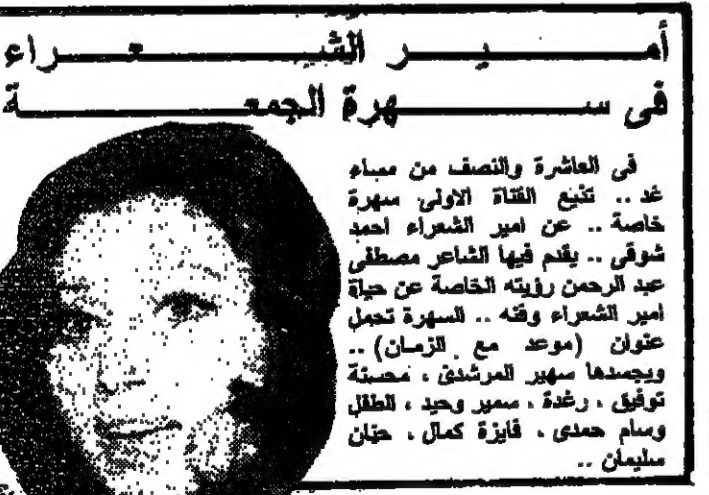 أمير الشعراء
فى سهرة الجمعة
فى العاشرة والنصف من مساء
غد .. تذيع القناة الاولى سهرة
خاصة .. عن امير الشعراء احمد
شوقى .. يقدم فيها الشاعر مصطفى
عبد الرحمن رؤيته الخاصة عن حياة
امير الشعراء وفنه .. السهرة تحمل
عنوان (موعد مع الزمان) ..
ويجسدها سهير المرشدى ، محسنة
توفيق ، رغدة ، سمير وحيد ، الطفل
وسام حمدى ، فايزة كمال ، حنان
سليمان ..